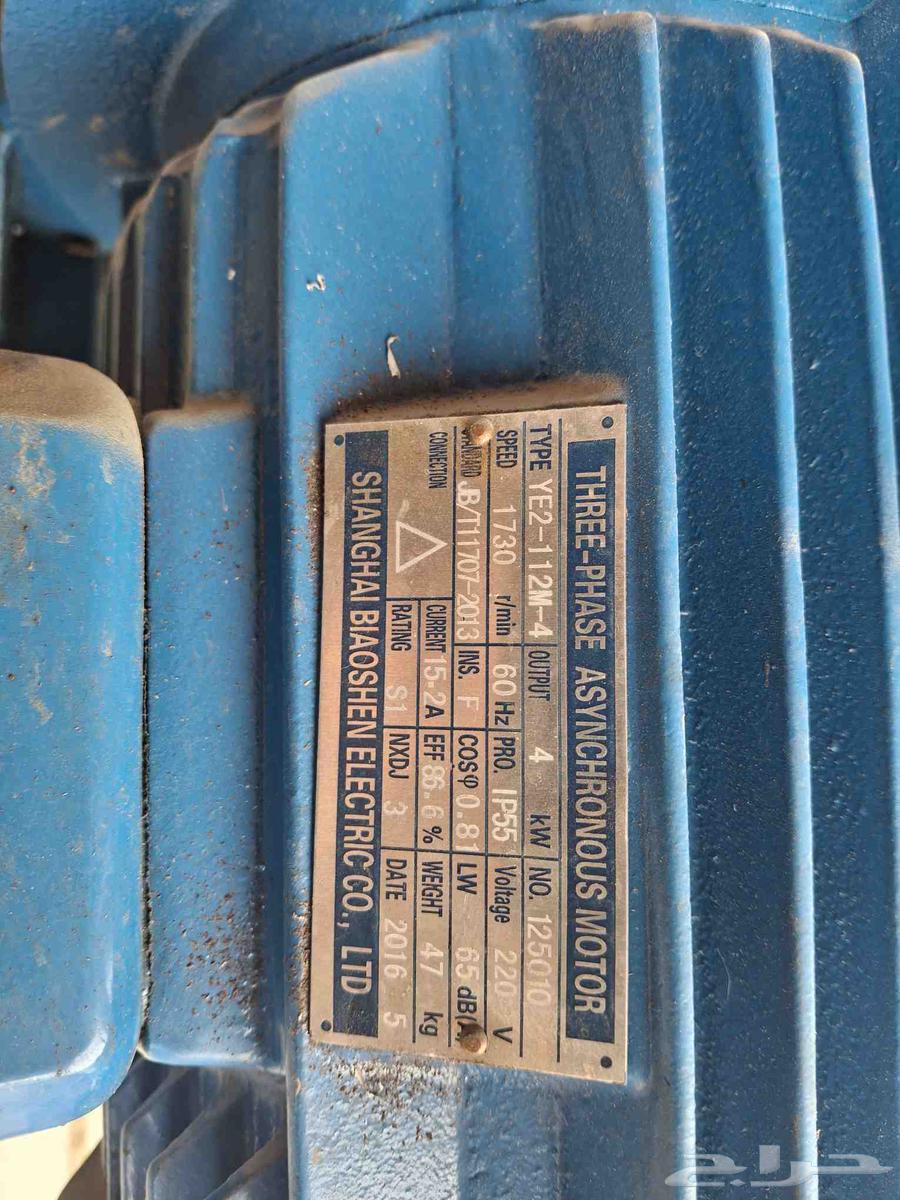 THREE-PHASE ASYNCHRONOUS MOTOR
TYPE YE2-112M-4 OUTPUT 4 kW NO. 125010
SPEED 1730 r/min 60 Hz PRO. IP55 Voltage 220 V
STANDARD JB/T11707-2013 INS. F COSφ 0.81 LW 65 dB(A)
CONNECTION △ CURRENT 15.2 A EFF 86.6 % WEIGHT 47 kg
RATING S1 NXDJ 3 DATE 2016 5
SHANGHAI BIAOSHEN ELECTRIC CO., LTD
حراج